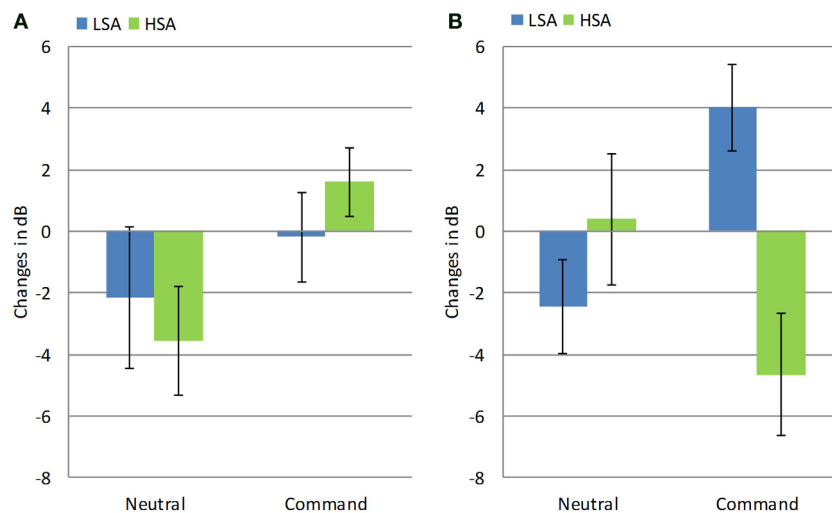 A
LSA HSA
6
4
2
0
-2
-4
-6
-8
Changes in dB
Neutral Command
B
LSA HSA
6
4
2
0
-2
-4
-6
-8
Changes in dB
Neutral Command